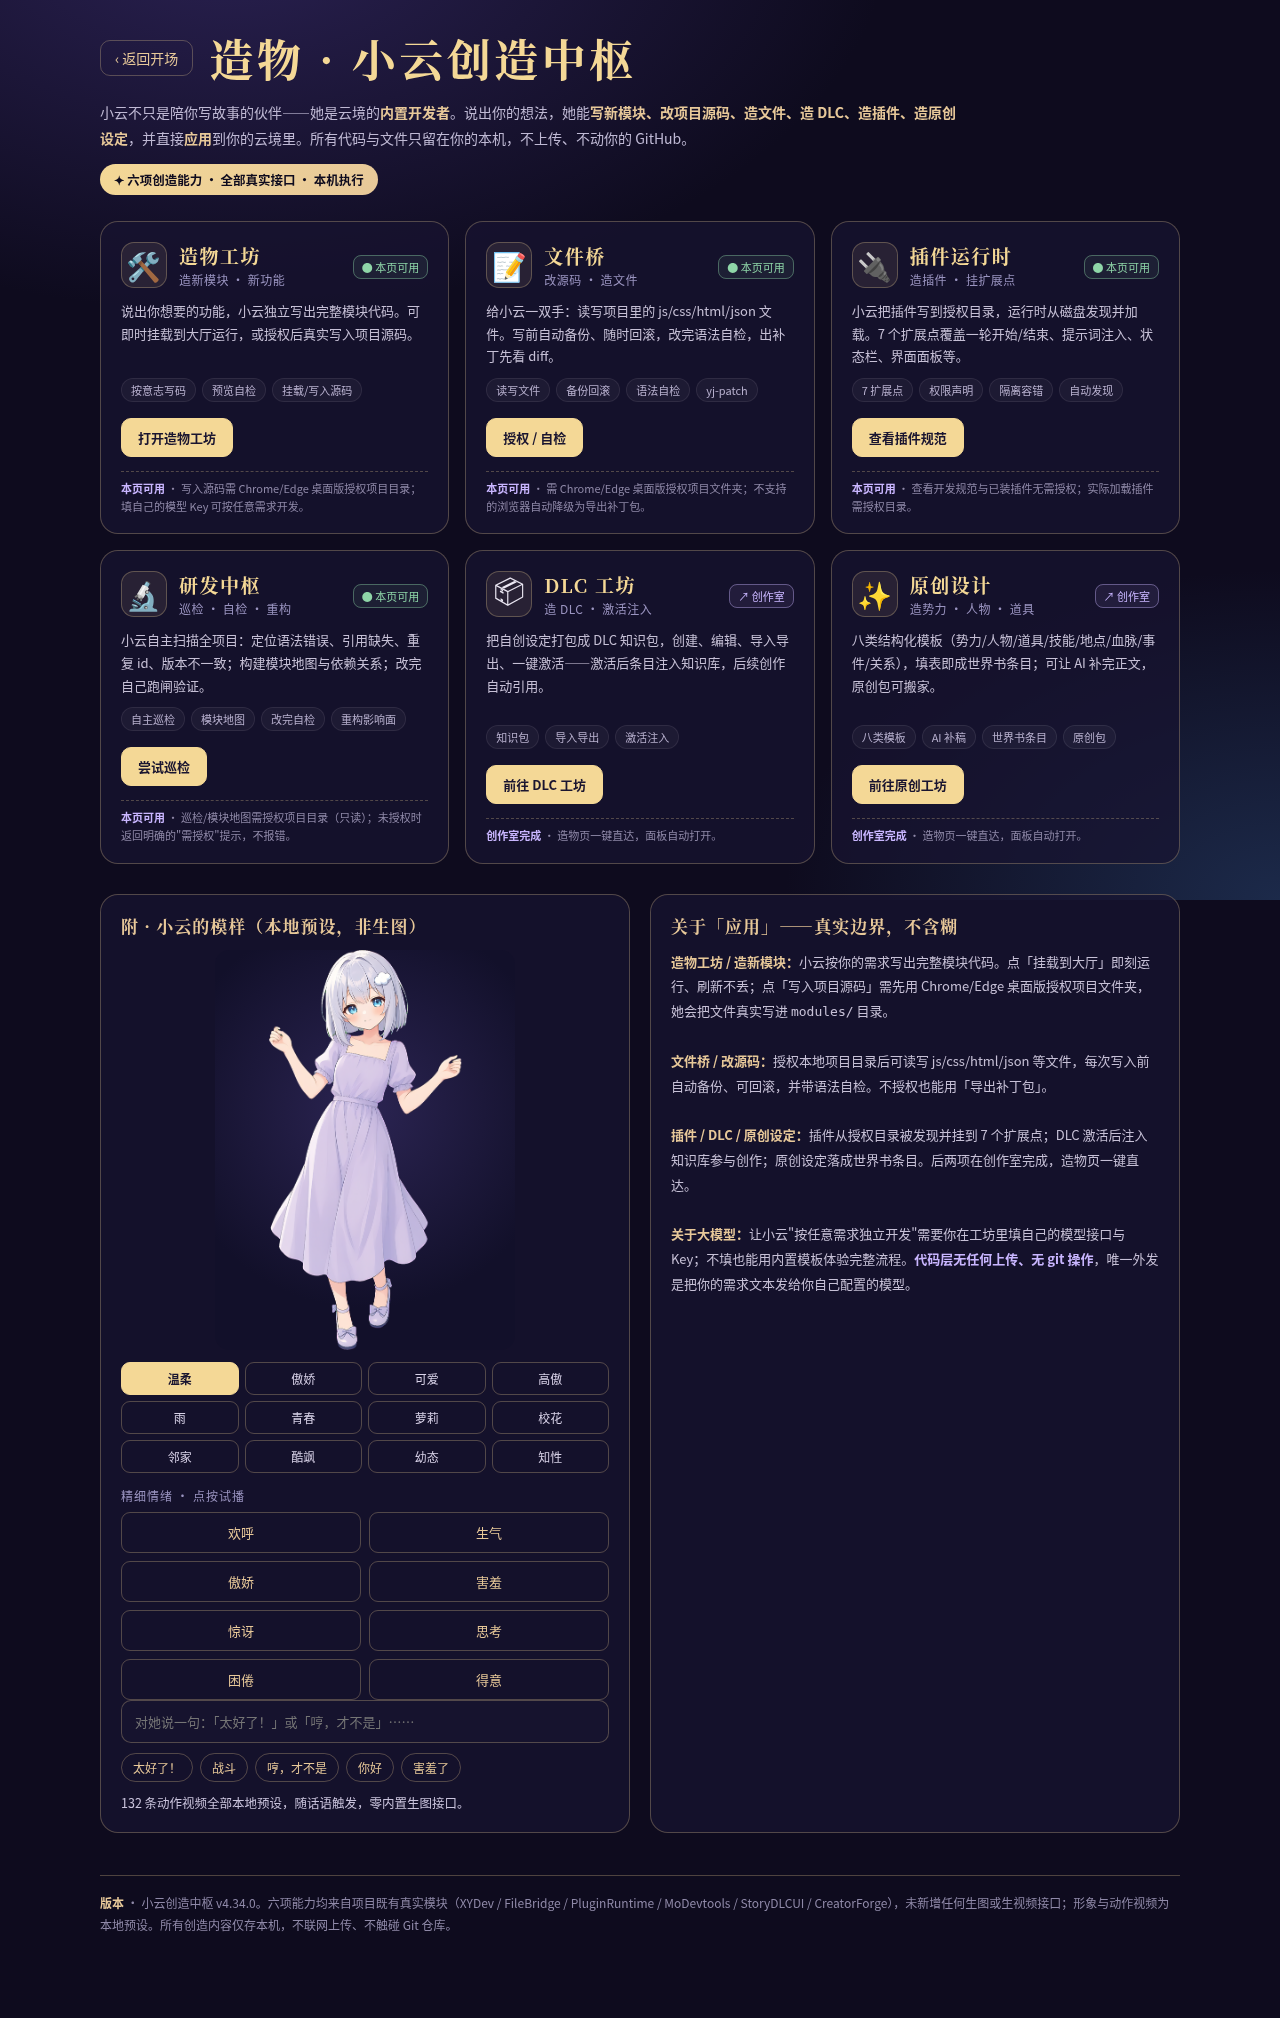 ‹ 返回开场
造物 · 小云创造中枢
小云不只是陪你写故事的伙伴——她是云境的内置开发者。说出你的想法，她能写新模块、改项目源码、造文件、造 DLC、造插件、造原创
设定，并直接应用到你的云境里。所有代码与文件只留在你的本机，不上传、不动你的 GitHub。
✦ 六项创造能力 · 全部真实接口 · 本机执行
造物工坊
造新模块 · 新功能
● 本页可用
说出你想要的功能，小云独立写出完整模块代码。可
即时挂载到大厅运行，或授权后真实写入项目源码。
按意志写码
预览自检
挂载/写入源码
打开造物工坊
本页可用 · 写入源码需 Chrome/Edge 桌面版授权项目目录；
填自己的模型 Key 可按任意需求开发。
文件桥
改源码 · 造文件
● 本页可用
给小云一双手：读写项目里的 js/css/html/json 文
件。写前自动备份、随时回滚，改完语法自检，出补
丁先看 diff。
读写文件
备份回滚
语法自检
yj-patch
授权 / 自检
本页可用 · 需 Chrome/Edge 桌面版授权项目文件夹；不支持
的浏览器自动降级为导出补丁包。
插件运行时
造插件 · 挂扩展点
● 本页可用
小云把插件写到授权目录，运行时从磁盘发现并加
载。7 个扩展点覆盖一轮开始/结束、提示词注入、状
态栏、界面面板等。
7 扩展点
权限声明
隔离容错
自动发现
查看插件规范
本页可用 · 查看开发规范与已装插件无需授权；实际加载插件
需授权目录。
研发中枢
巡检 · 自检 · 重构
● 本页可用
小云自主扫描全项目：定位语法错误、引用缺失、重
复 id、版本不一致；构建模块地图与依赖关系；改完
自己跑闸验证。
自主巡检
模块地图
改完自检
重构影响面
尝试巡检
本页可用 · 巡检/模块地图需授权项目目录（只读）；未授权时
返回明确的"需授权"提示，不报错。
DLC 工坊
造 DLC · 激活注入
↗ 创作室
把自创设定打包成 DLC 知识包，创建、编辑、导入导
出、一键激活——激活后条目注入知识库，后续创作
自动引用。
知识包
导入导出
激活注入
前往 DLC 工坊
创作室完成 · 造物页一键直达，面板自动打开。
原创设计
造势力 · 人物 · 道具
↗ 创作室
八类结构化模板（势力/人物/道具/技能/地点/血脉/事
件/关系），填表即成世界书条目；可让 AI 补完正文，
原创包可搬家。
八类模板
AI 补稿
世界书条目
原创包
前往原创工坊
创作室完成 · 造物页一键直达，面板自动打开。
附 · 小云的模样（本地预设，非生图）
温柔
傲娇
可爱
高傲
雨
青春
萝莉
校花
邻家
酷飒
幼态
知性
精细情绪 · 点按试播
欢呼
生气
傲娇
害羞
惊讶
思考
困倦
得意
对她说一句：「太好了！」或「哼，才不是」……
太好了！
战斗
哼，才不是
你好
害羞了
132 条动作视频全部本地预设，随话语触发，零内置生图接口。
关于「应用」——真实边界，不含糊
造物工坊 / 造新模块：小云按你的需求写出完整模块代码。点「挂载到大厅」即刻运
行、刷新不丢；点「写入项目源码」需先用 Chrome/Edge 桌面版授权项目文件夹，
她会把文件真实写进 modules/ 目录。
文件桥 / 改源码：授权本地项目目录后可读写 js/css/html/json 等文件，每次写入前
自动备份、可回滚，并带语法自检。不授权也能用「导出补丁包」。
插件 / DLC / 原创设定：插件从授权目录被发现并挂到 7 个扩展点；DLC 激活后注入
知识库参与创作；原创设定落成世界书条目。后两项在创作室完成，造物页一键直
达。
关于大模型：让小云"按任意需求独立开发"需要你在工坊里填自己的模型接口与
Key；不填也能用内置模板体验完整流程。代码层无任何上传、无 git 操作，唯一外发
是把你的需求文本发给你自己配置的模型。
版本 · 小云创造中枢 v4.34.0。六项能力均来自项目既有真实模块（XYDev / FileBridge / PluginRuntime / MoDevtools / StoryDLCUI / CreatorForge），未新增任何生图或生视频接口；形象与动作视频为
本地预设。所有创造内容仅存本机，不联网上传、不触碰 Git 仓库。